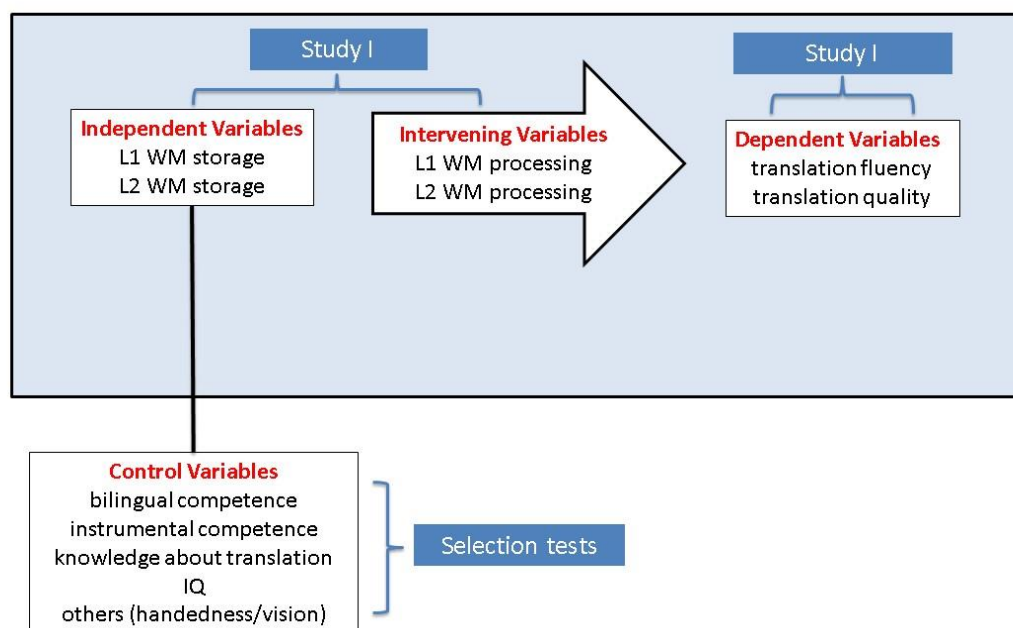 Study I
Study I
Independent Variables
L1 WM storage
L2 WM storage
Intervening Variables
L1 WM processing
L2 WM processing
Dependent Variables
translation fluency
translation quality
Control Variables
bilingual competence
instrumental competence
knowledge about translation
IQ
others (handedness/vision)
Selection tests